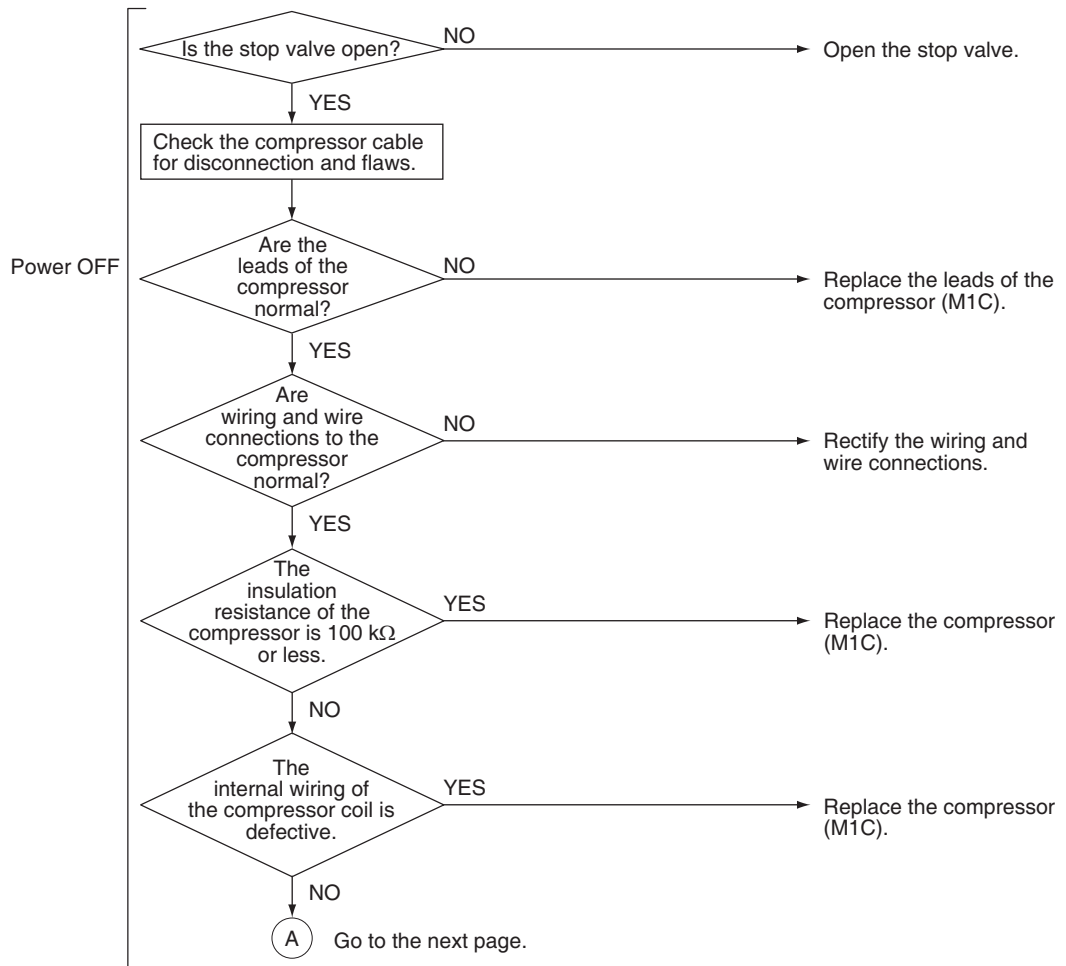 Is the stop valve open?
NO
Open the stop valve.
YES
Check the compressor cable
for disconnection and flaws.
Power OFF
Are the
leads of the
compressor
normal?
NO
Replace the leads of the
compressor (M1C).
YES
Are
wiring and wire
connections to the
compressor
normal?
NO
Rectify the wiring and
wire connections.
YES
The
insulation
resistance of the
compressor is 100 kΩ
or less.
YES
Replace the compressor
(M1C).
NO
The
internal wiring of
the compressor coil is
defective.
YES
Replace the compressor
(M1C).
NO
A
Go to the next page.